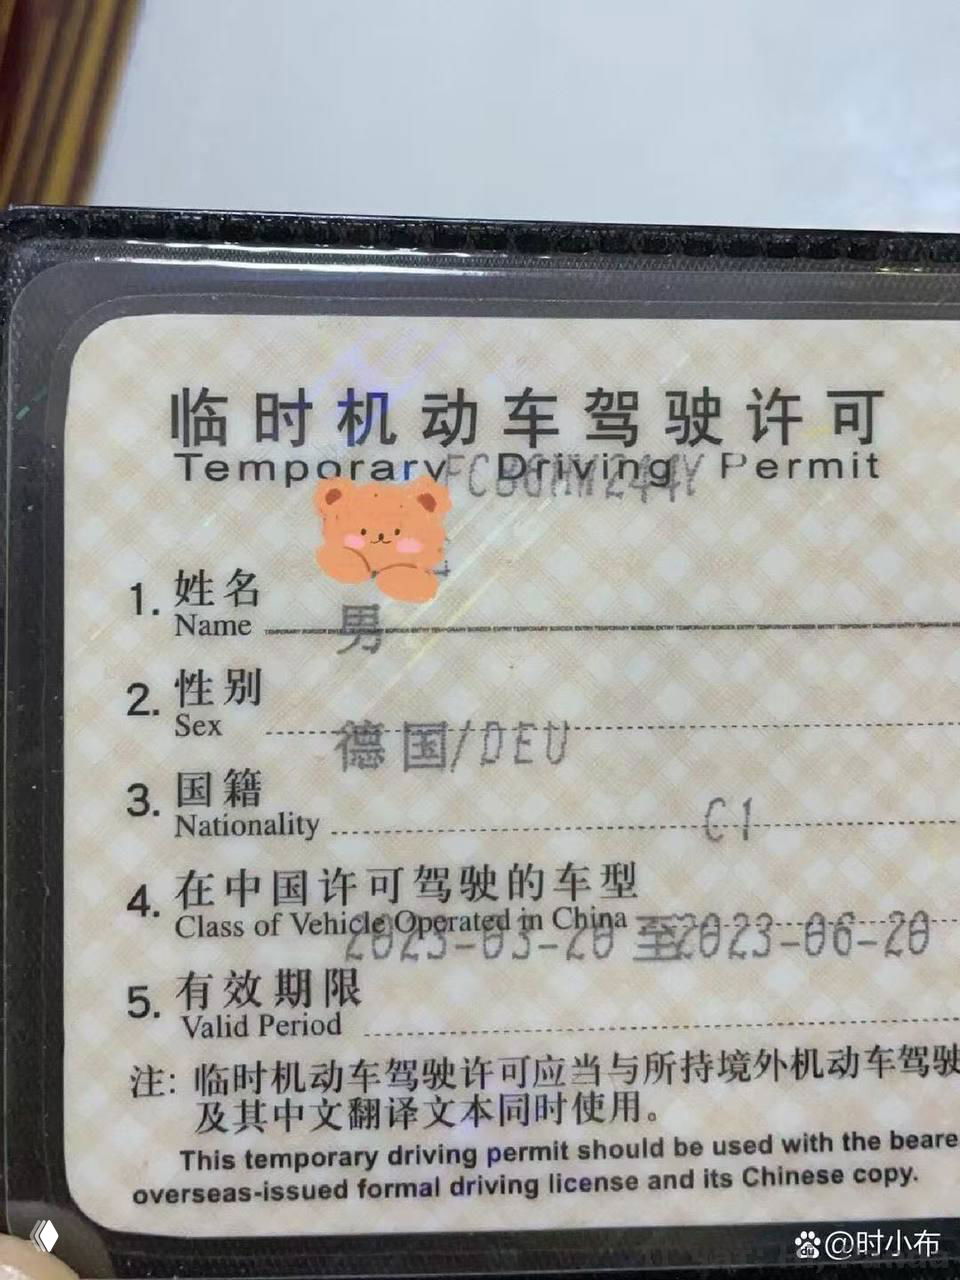 临时机动车驾驶许可
Temporary Driving Permit
1. 姓名
Name
男
2. 性别
Sex
德国/DEU
3. 国籍
Nationality
C1
4. 在中国许可驾驶的车型
Class of Vehicle Operated in China
2023-03-20 至2023-06-20
5. 有效期限
Valid Period
注: 临时机动车驾驶许可应当与所持境外机动车驾驶
及其中文翻译文本同时使用。
This temporary driving permit should be used with the beare
overseas-issued formal driving license and its Chinese copy.
du @时小布